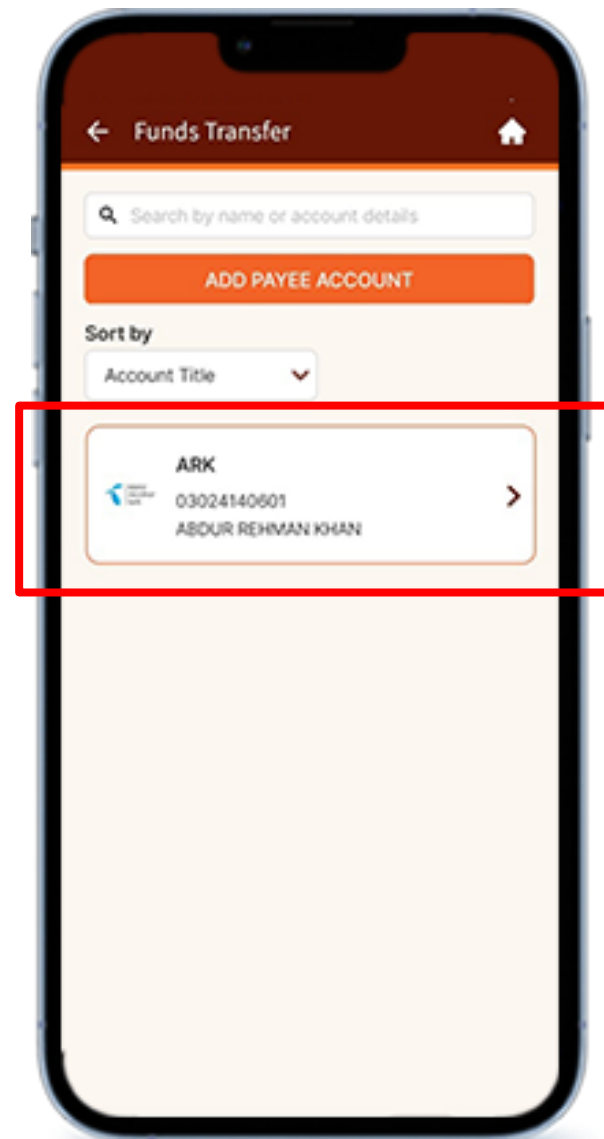 Funds Transfer
Search by name or account details
ADD PAYEE ACCOUNT
Sort by
Account Title
ARK
03024140601
ABDUR REHMAN KHAN